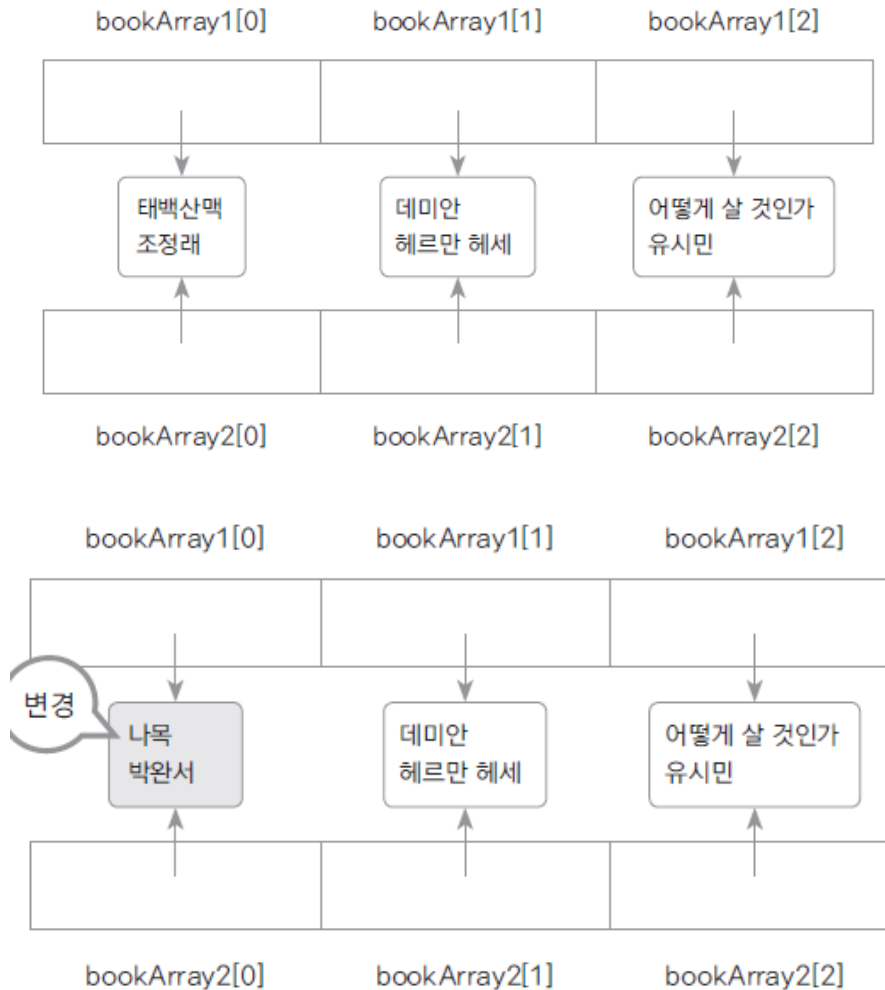 bookArray1[0] bookArray1[1] bookArray1[2]
태백산맥
조정래
데미안
헤르만 헤세
어떻게 살 것인가
유시민
bookArray2[0] bookArray2[1] bookArray2[2]
bookArray1[0] bookArray1[1] bookArray1[2]
변경
나목
박완서
데미안
헤르만 헤세
어떻게 살 것인가
유시민
bookArray2[0] bookArray2[1] bookArray2[2]